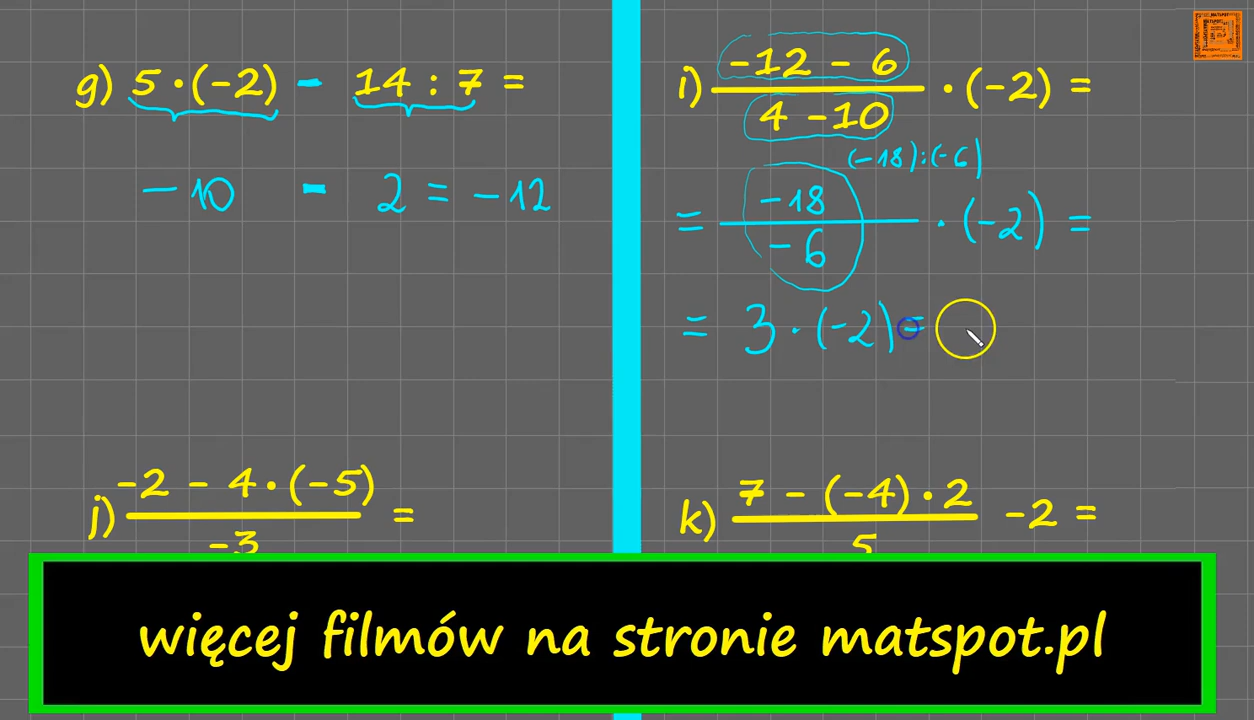 g) 5 · (-2) - 14 : 7 =
-10 - 2 = -12
i) -12 - 6
4 - 10
· (-2) =
(-18):(-6)
= -18
-6
· (-2) =
= 3 · (-2) =
j) -2 - 4 · (-5)
-3
=
k) 7 - (-4) · 2
5
-2 =
więcej filmów na stronie matspot.pl
MATSPOT